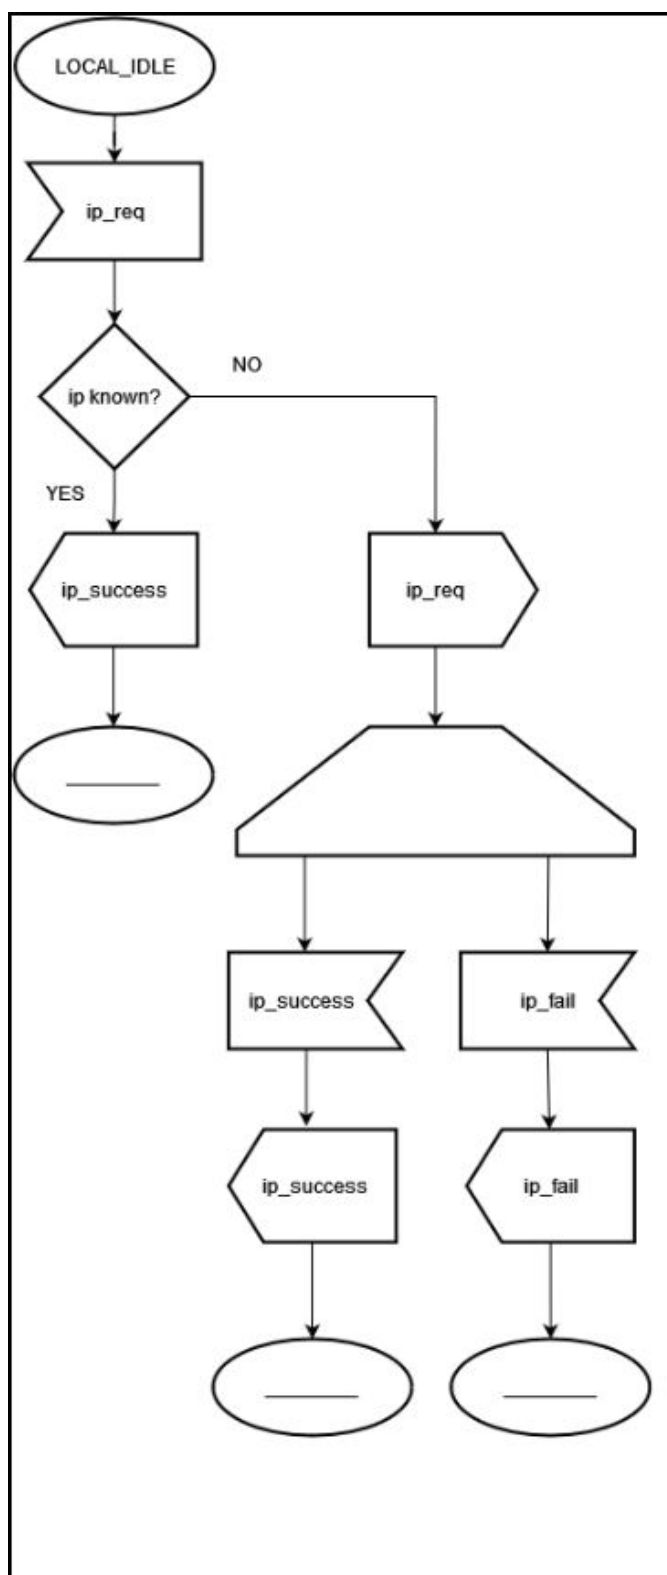 LOCAL_IDLE
ip_req
ip known?
NO
YES
ip_success
ip_req
ip_success
ip_fail
ip_success
ip_fail